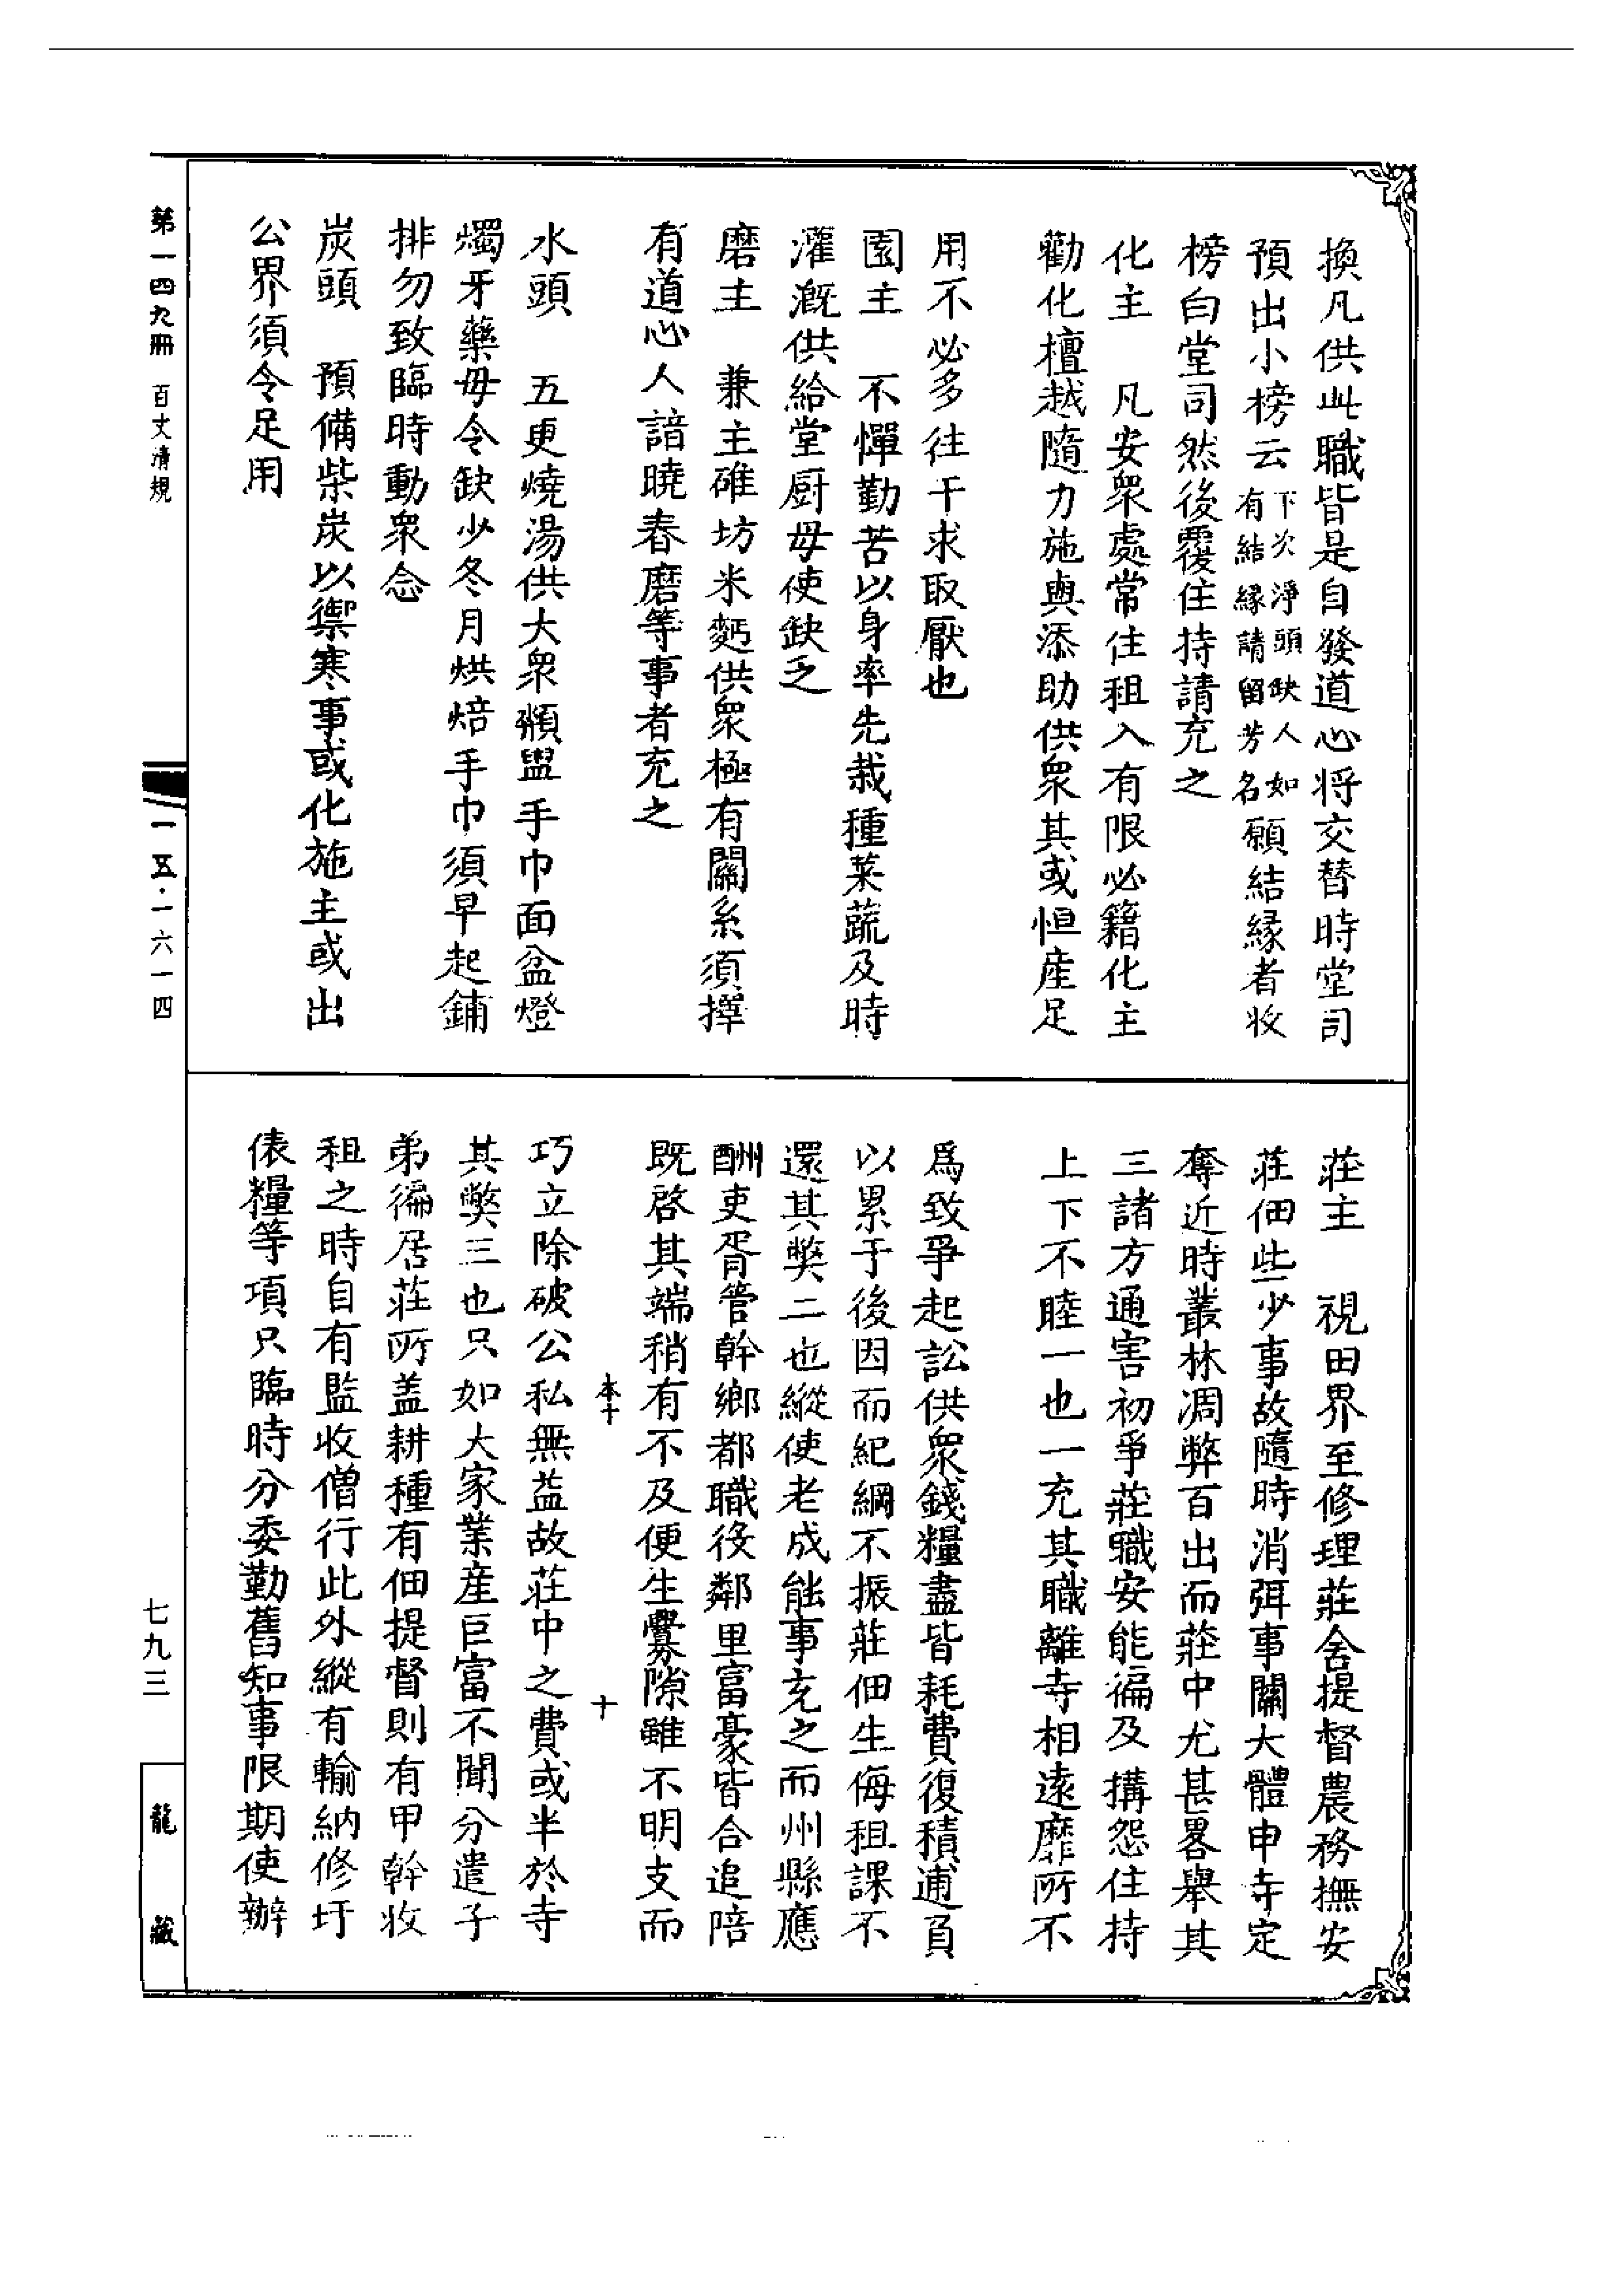 換凡供此職皆是自發道心将交替時堂司
預出小榜云下次淨頭缺人如有結縁請留芳名願結縁者收
榜白堂司然後覆住持請充之
化主　凡安衆處常住租入有限必籍化主
勸化檀越隨力施與添助供衆其或恒産足
用不必多往干求取厭也
園主　不憚勤苦以身率先栽種菜蔬及時
灌漑供給堂厨毋使缺乏
磨主　兼主碓坊米麪供衆極有關系須擇
有道心人諳曉舂磨等事者充之
水頭　五更燒湯供大衆頮盥手巾面盆燈
燭牙藥毋令缺少冬月烘焙手巾須早起鋪
排勿致臨時動衆念
炭頭　預備柴炭以禦寒事或化施主或出
公界須令足用
莊主　視田界至修理莊舍提督農務撫安
莊佃些少事故隨時消弭事關大體申寺定
奪近時叢林凋弊百出而莊中尤甚畧舉其
三諸方通害初爭莊職安能徧及搆怨住持
上下不睦一也一充其職離寺相遠靡所不
爲致爭起訟供衆錢糧盡皆耗費復積逋負
以累于後因而紀綱不振莊佃生侮租課不
還其獘二也縱使老成能事充之而州縣應
酬吏胥管幹鄉都職役鄰里富豪皆合追陪
既啓其端稍有不及便生釁隙雖不明支而
本十　十
巧立除破公私無益故莊中之費或半於寺
其獘三也只如大家業産巨富不聞分遣子
弟徧居莊所盖耕種有佃提督則有甲幹收
租之時自有監收僧行此外縱有輸納修圩
俵糧等項只臨時分委勤舊知事限期使辦
第一四九冊　百丈清規
一五·一六一四
七九三
龍藏